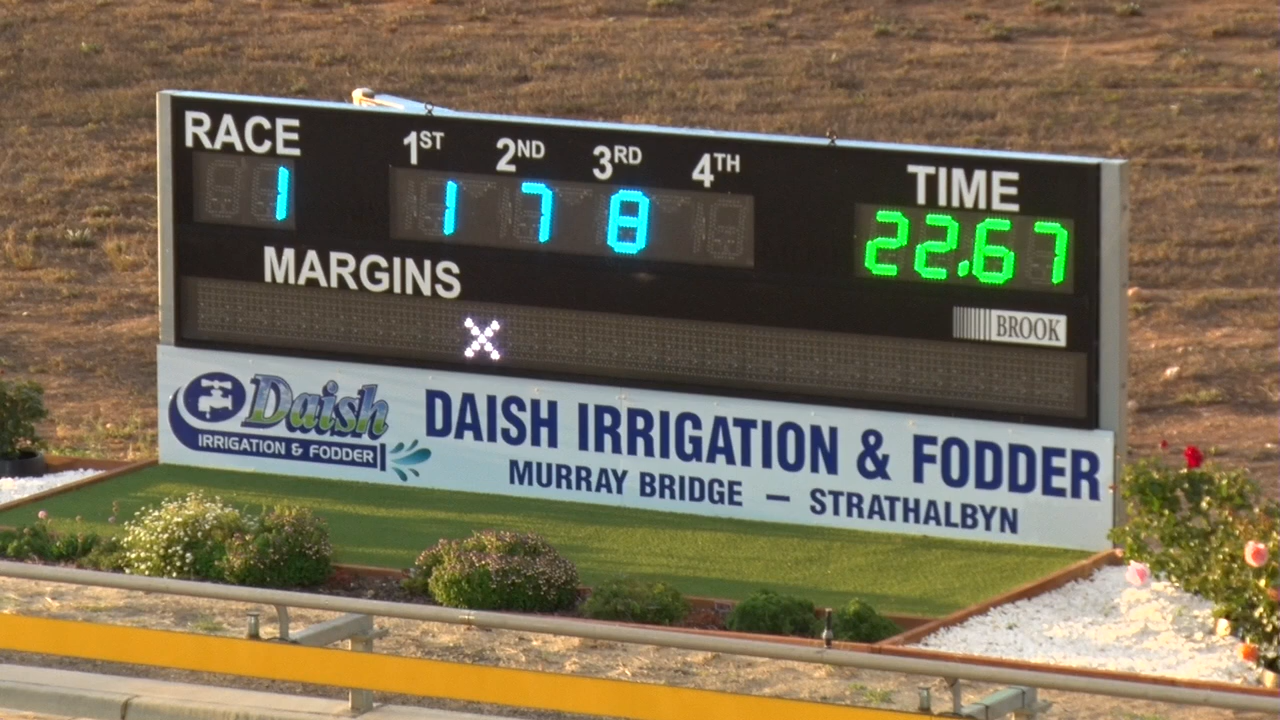 RACE 1ST 2ND 3RD 4TH TIME
1 1 7 8 22.67
MARGINS
BROOK
X
Daish
IRRIGATION & FODDER
DAISH IRRIGATION & FODDER
MURRAY BRIDGE – STRATHALBYN